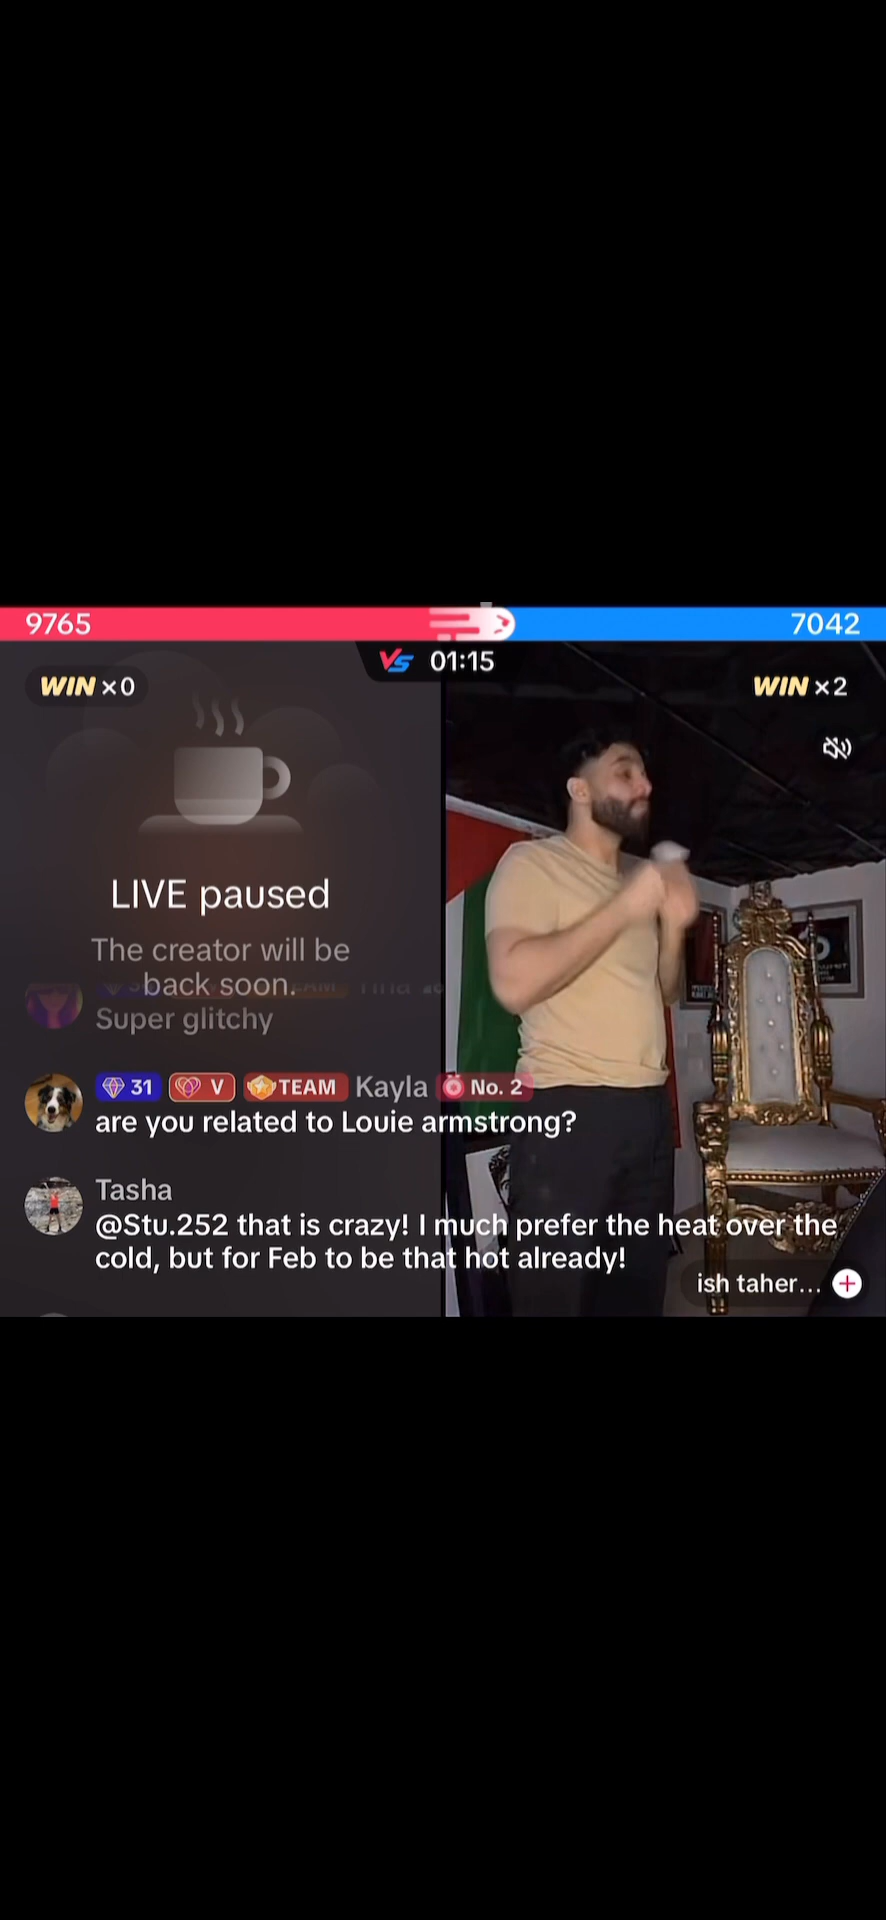 9765
7042
VS 01:15
WIN ×0
WIN ×2
LIVE paused
The creator will be
back soon.
Super glitchy
31 V TEAM Kayla No. 2
are you related to Louie armstrong?
Tasha
@Stu.252 that is crazy! I much prefer the heat over the
cold, but for Feb to be that hot already!
ish taher...